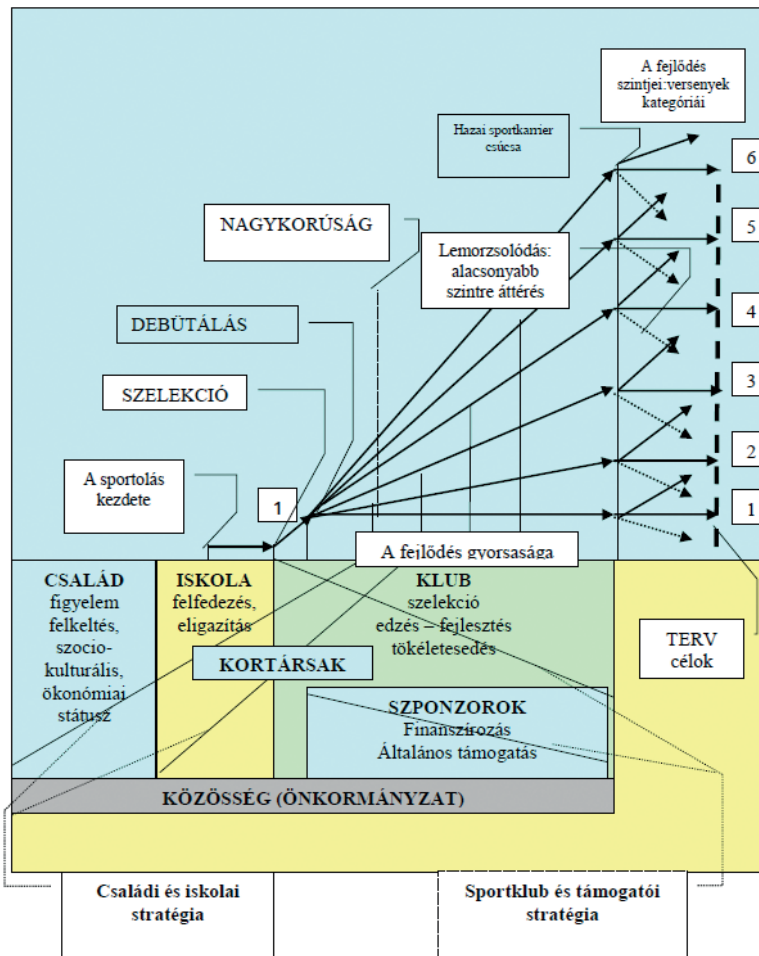 A fejlődés
szintjei:versenyek
kategóriái
Hazai sportkarrier
csúcsa
6
NAGYKORÚSÁG
5
Lemorzsolódás:
alacsonyabb
szintre áttérés
4
DEBÜTÁLÁS
3
SZELEKCIÓ
2
A sportolás
kezdete
1
1
A fejlődés gyorsasága
CSALÁD
figyelem
felkeltés,
szocio-
kulturális,
ökonómiai
státusz
ISKOLA
felfedezés,
eligazítás
KLUB
szelekció
edzés – fejlesztés
tökéletesedés
TERV
célok
KORTÁRSAK
SZPONZOROK
Finanszírozás
Általános támogatás
KÖZÖSSÉG (ÖNKORMÁNYZAT)
Családi és iskolai
stratégia
Sportklub és támogatói
stratégia